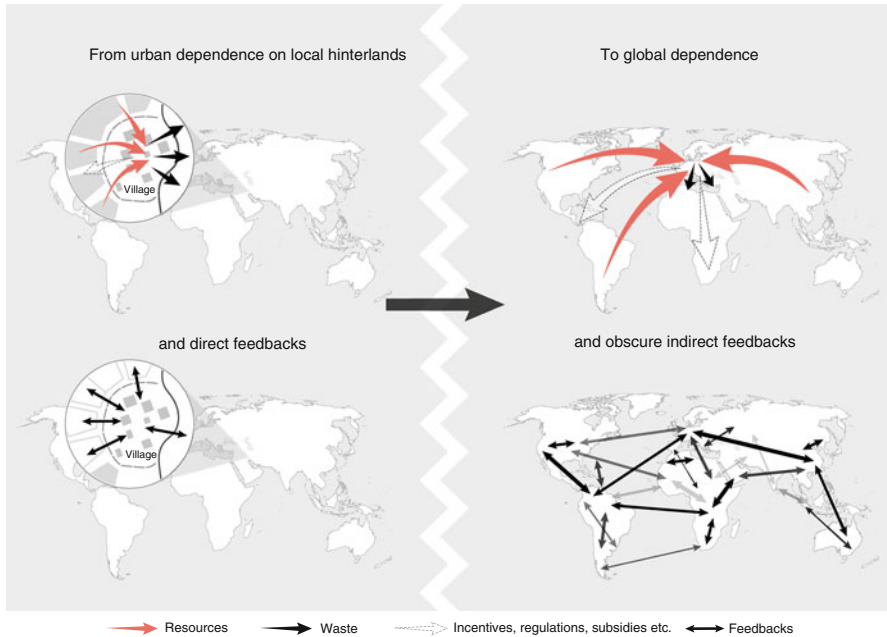 From urban dependence on local hinterlands
To global dependence
Village
and direct feedbacks
and obscure indirect feedbacks
Village
Resources
Waste
Incentives, regulations, subsidies etc.
Feedbacks